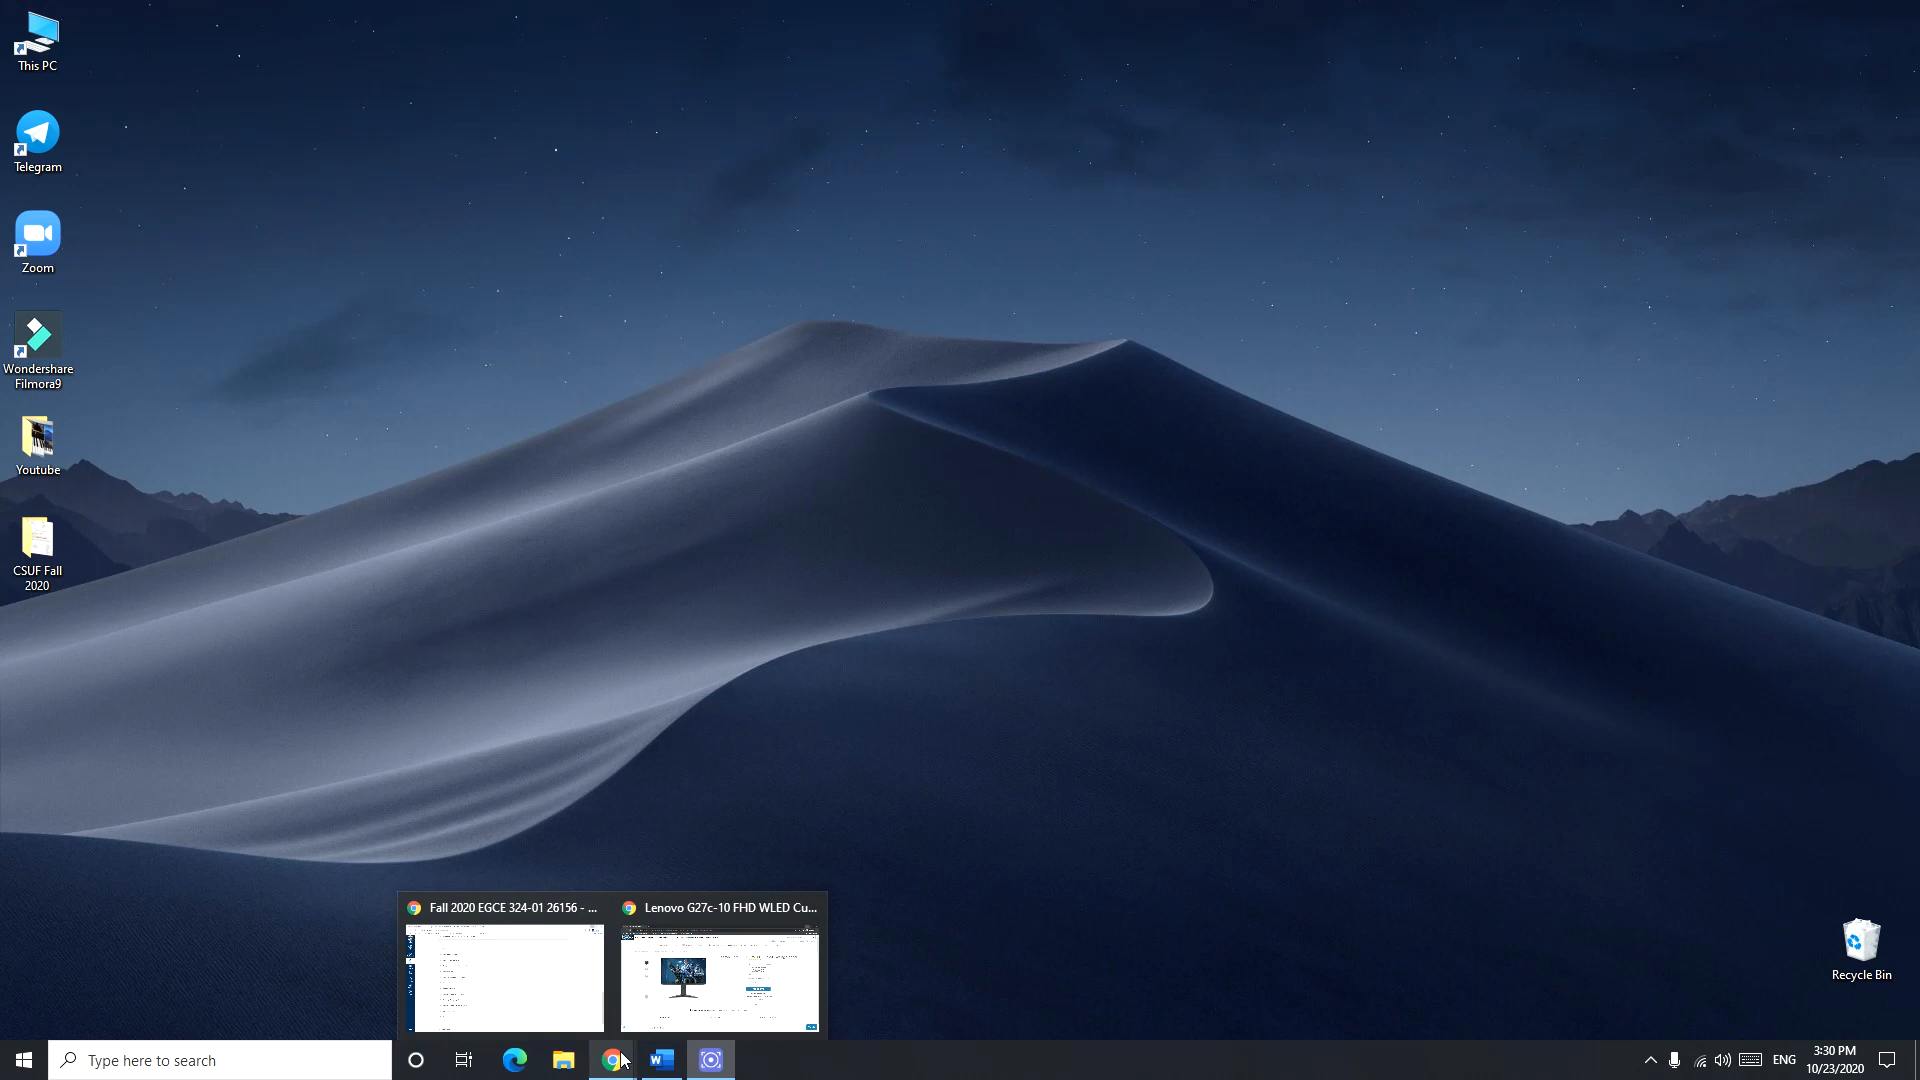 This PC
Telegram
Zoom
Wondershare
Filmora9
Youtube
CSUF Fall
2020
Recycle Bin
Fall 2020 EGCE 324-01 26156 - ...
Lenovo G27c-10 FHD WLED Cu...
Type here to search
ENG
3:30 PM
10/23/2020